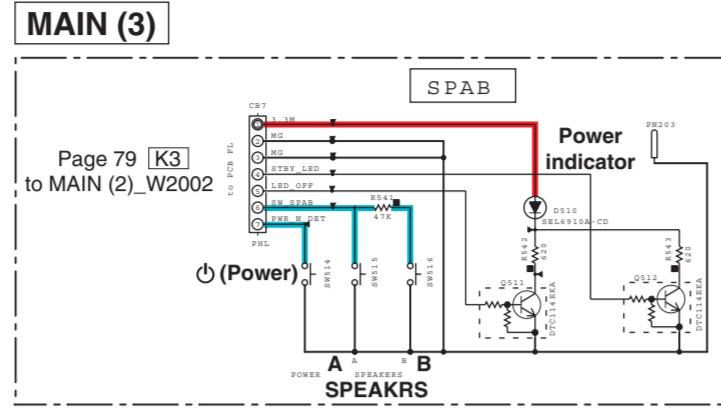 MAIN (3)
SPAB
CB7
PN203
Page 79 K3
to MAIN (2)_W2002
to PCB PL
1 3.3M
2 MG
3 MG
4 STBY_LED
5 LED_OFF
6 SW_SPAB
7 PWR_N_DET
PHL
R541
47K
Power
indicator
D510
SEL6910A-CD
R542
620
R543
620
Q511
DTC114EKA
Q512
DTC114EKA
(Power)
SW514
SW515
SW516
A A B B
POWER SPEAKERS
SPEAKRS